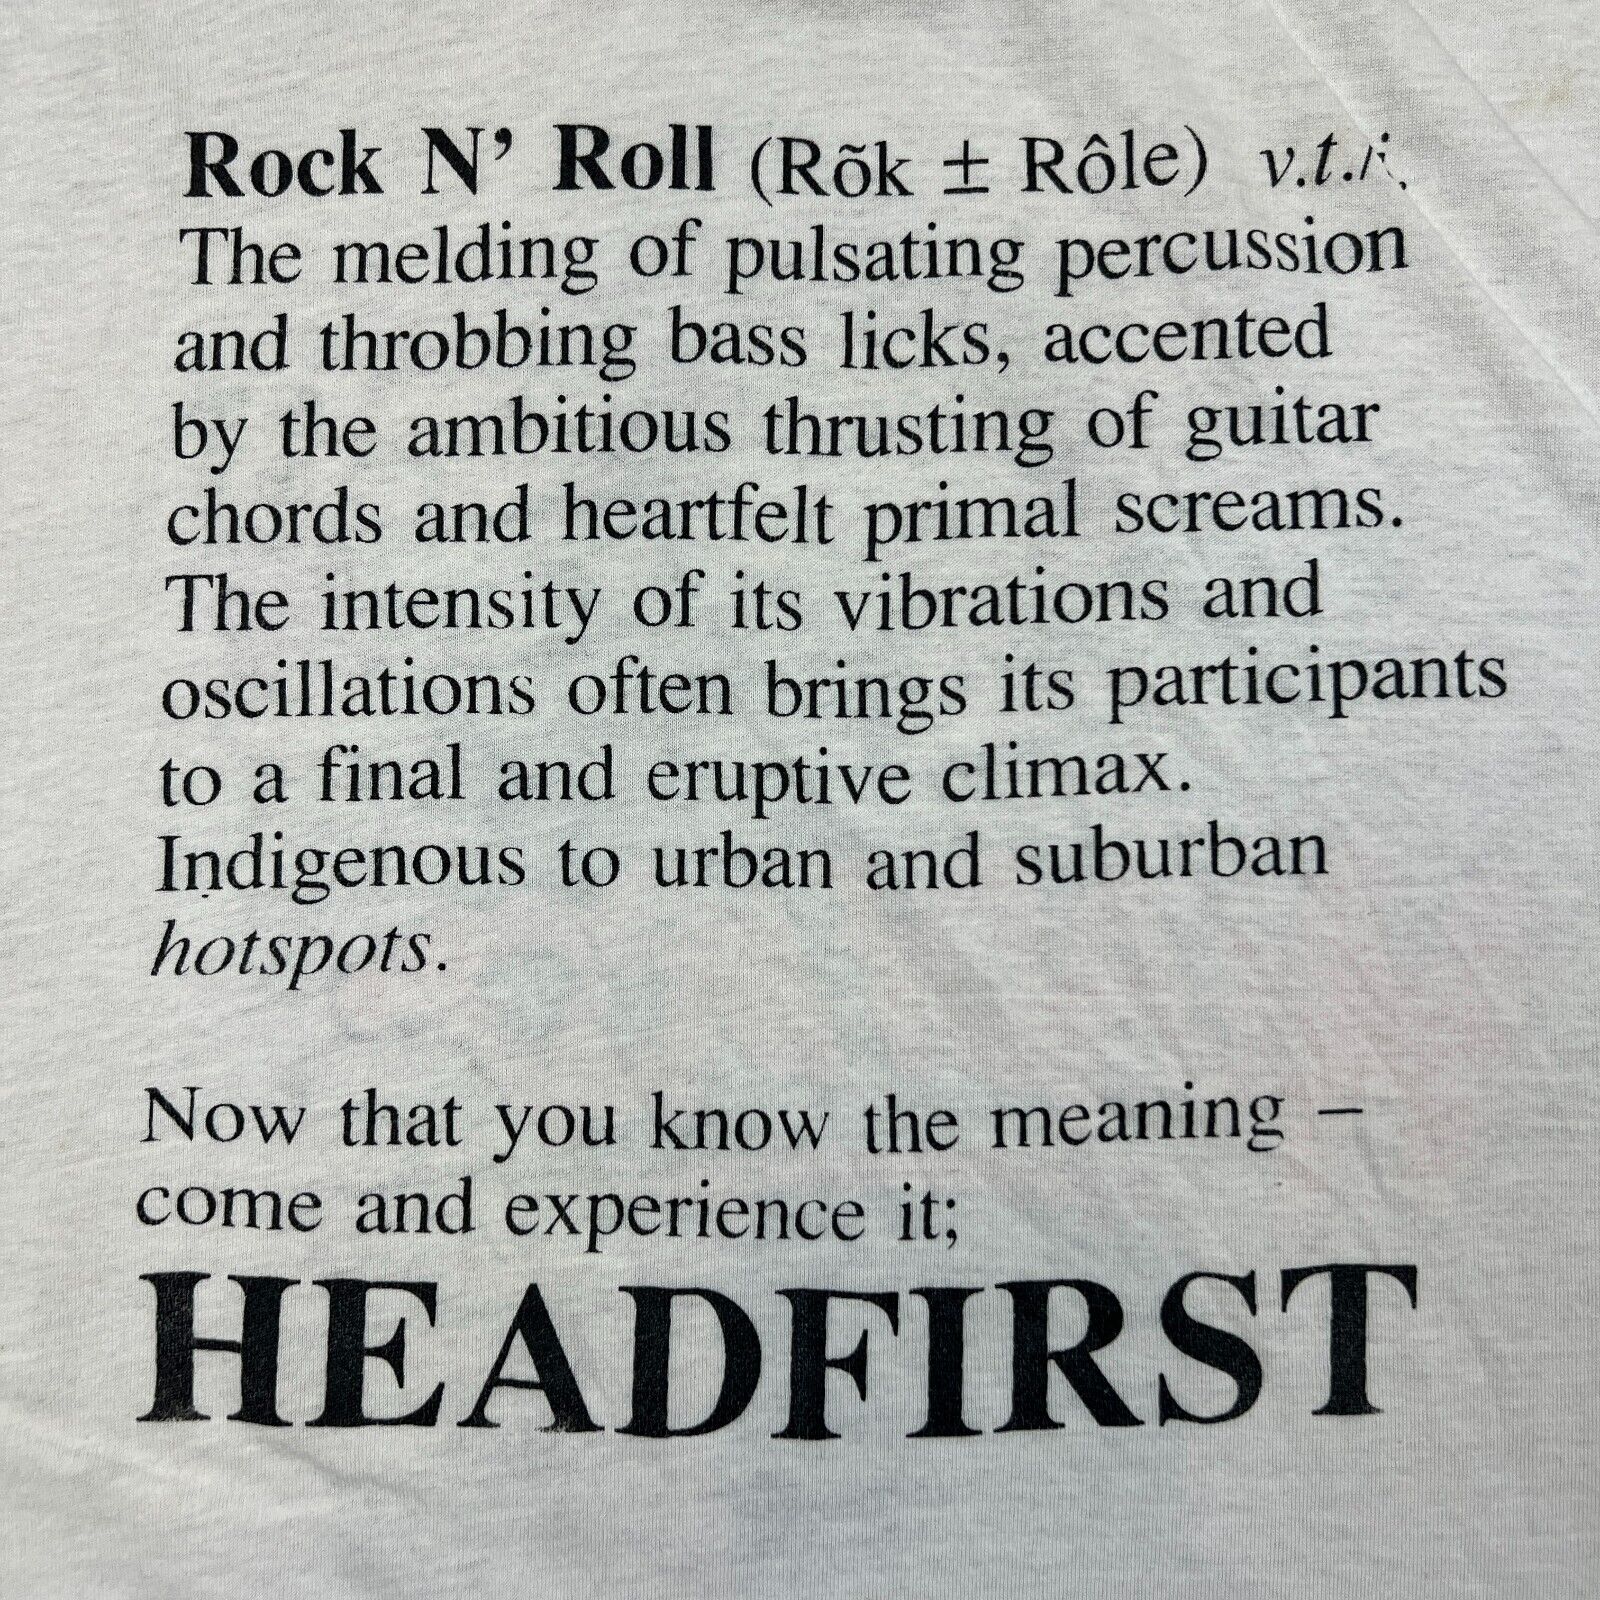 Rock N' Roll (Rõk ± Rôle) v.t.i.
The melding of pulsating percussion
and throbbing bass licks, accented
by the ambitious thrusting of guitar
chords and heartfelt primal screams.
The intensity of its vibrations and
oscillations often brings its participants
to a final and eruptive climax.
Indigenous to urban and suburban
hotspots.
Now that you know the meaning –
come and experience it;
HEADFIRST